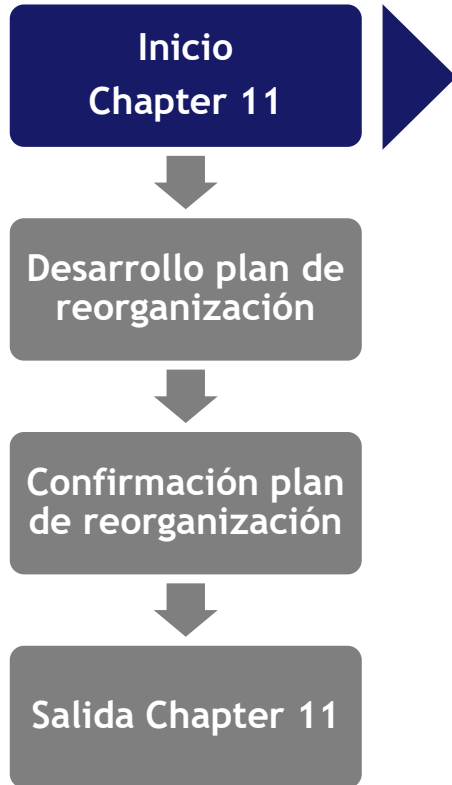 Inicio
Chapter 11
Desarrollo plan de
reorganización
Confirmación plan
de reorganización
Salida Chapter 11